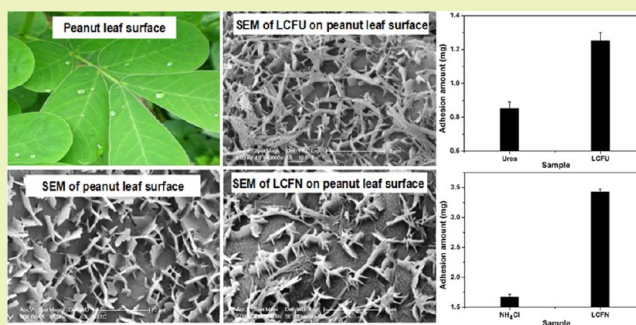 Peanut leaf surface
SEM of LCFU on peanut leaf surface
Adhesion amount (mg)
1.4
1.2
1.0
0.8
0.6
Urea
LCFU
Sample
SEM of peanut leaf surface
SEM of LCFN on peanut leaf surface
Adhesion amount (mg)
3.5
3.0
2.5
2.0
1.5
NH₄Cl
LCFN
Sample